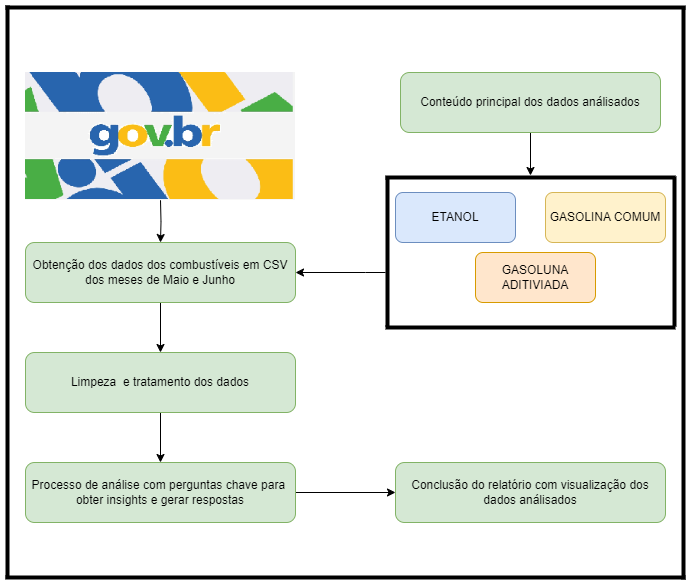 gov.br
Conteúdo principal dos dados análisados
ETANOL
GASOLINA COMUM
GASOLUNA
ADITIVIADA
Obtenção dos dados dos combustíveis em CSV
dos meses de Maio e Junho
Limpeza e tratamento dos dados
Processo de análise com perguntas chave para
obter insights e gerar respostas
Conclusão do relatório com visualização dos
dados análisados